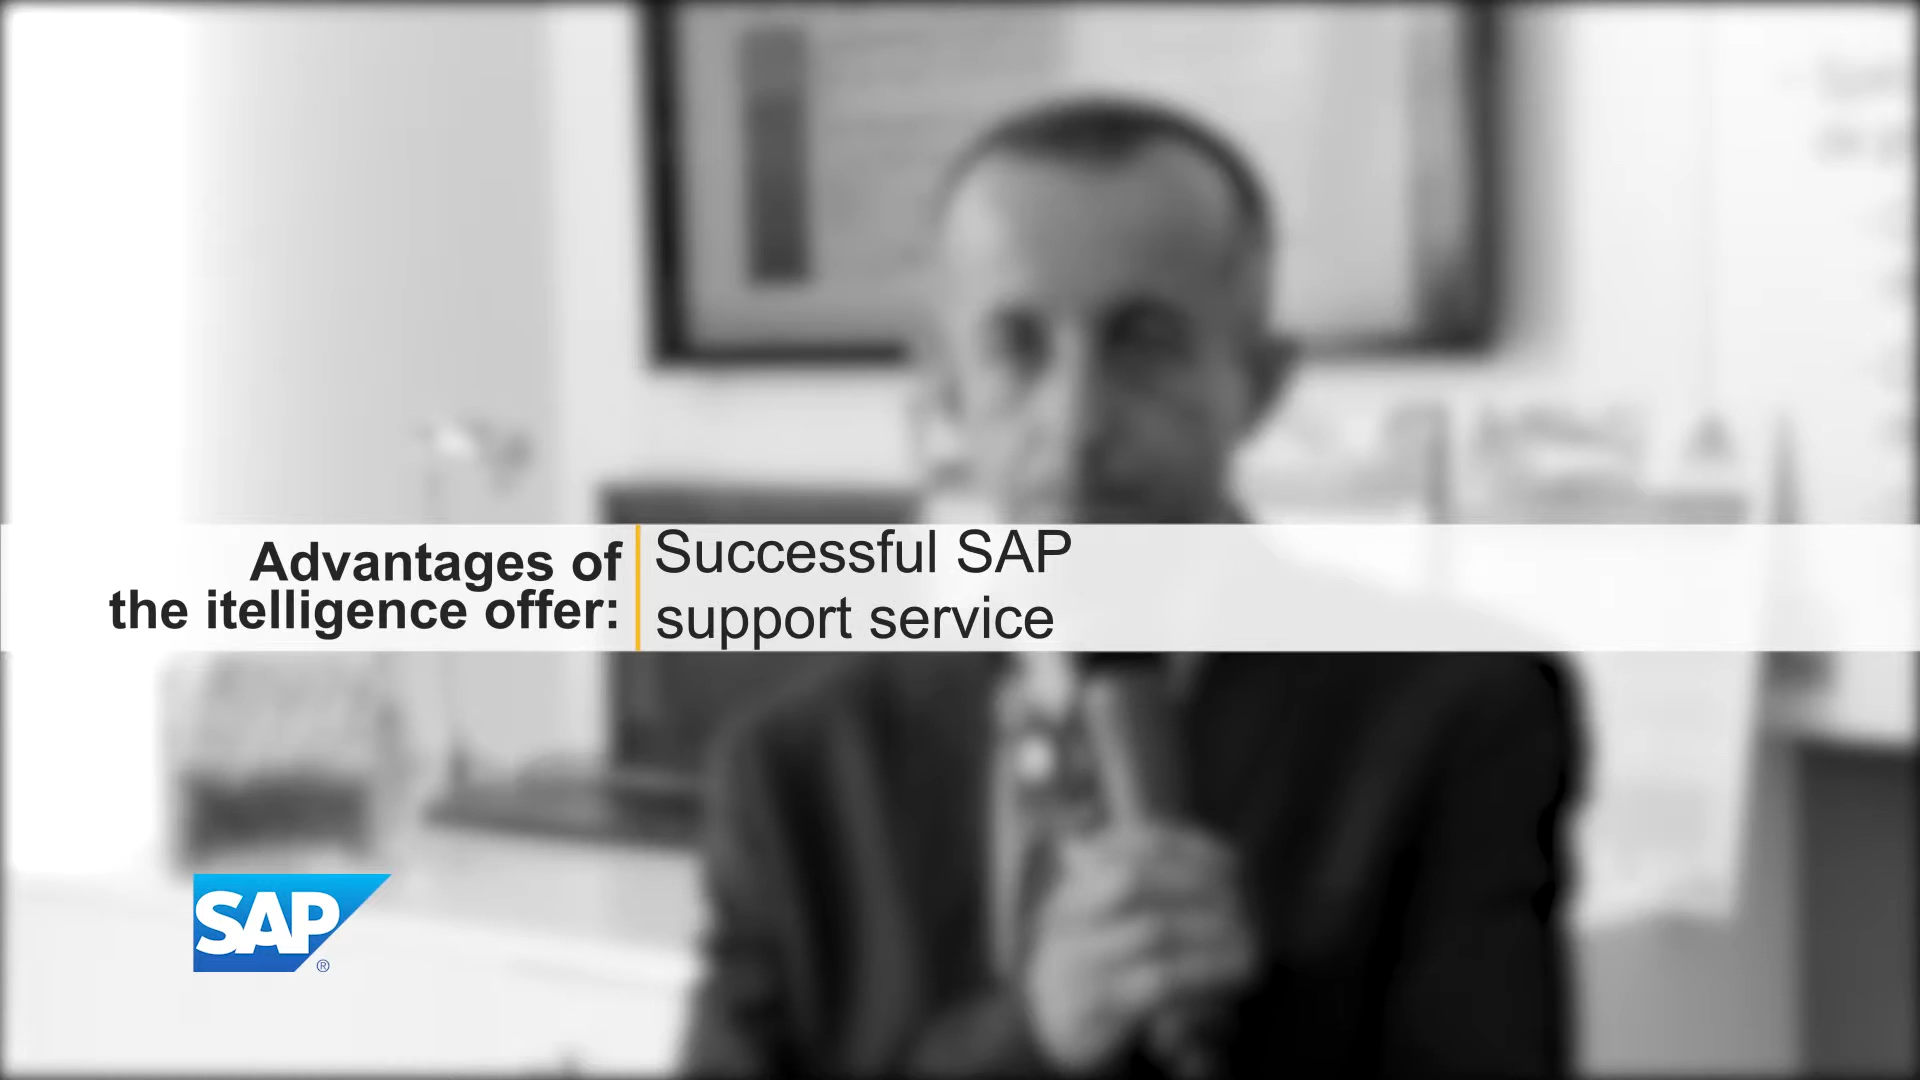 Advantages of
the itelligence offer:
Successful SAP
support service
SAP
®